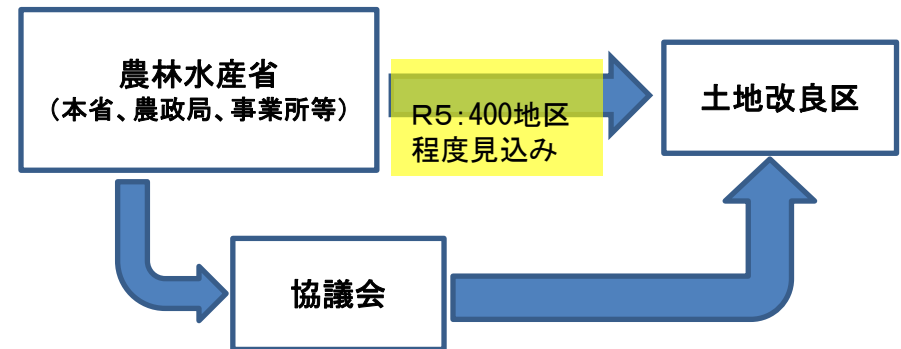 農林水産省
（本省、農政局、事業所等）
R5：400地区
程度見込み
土地改良区
協議会